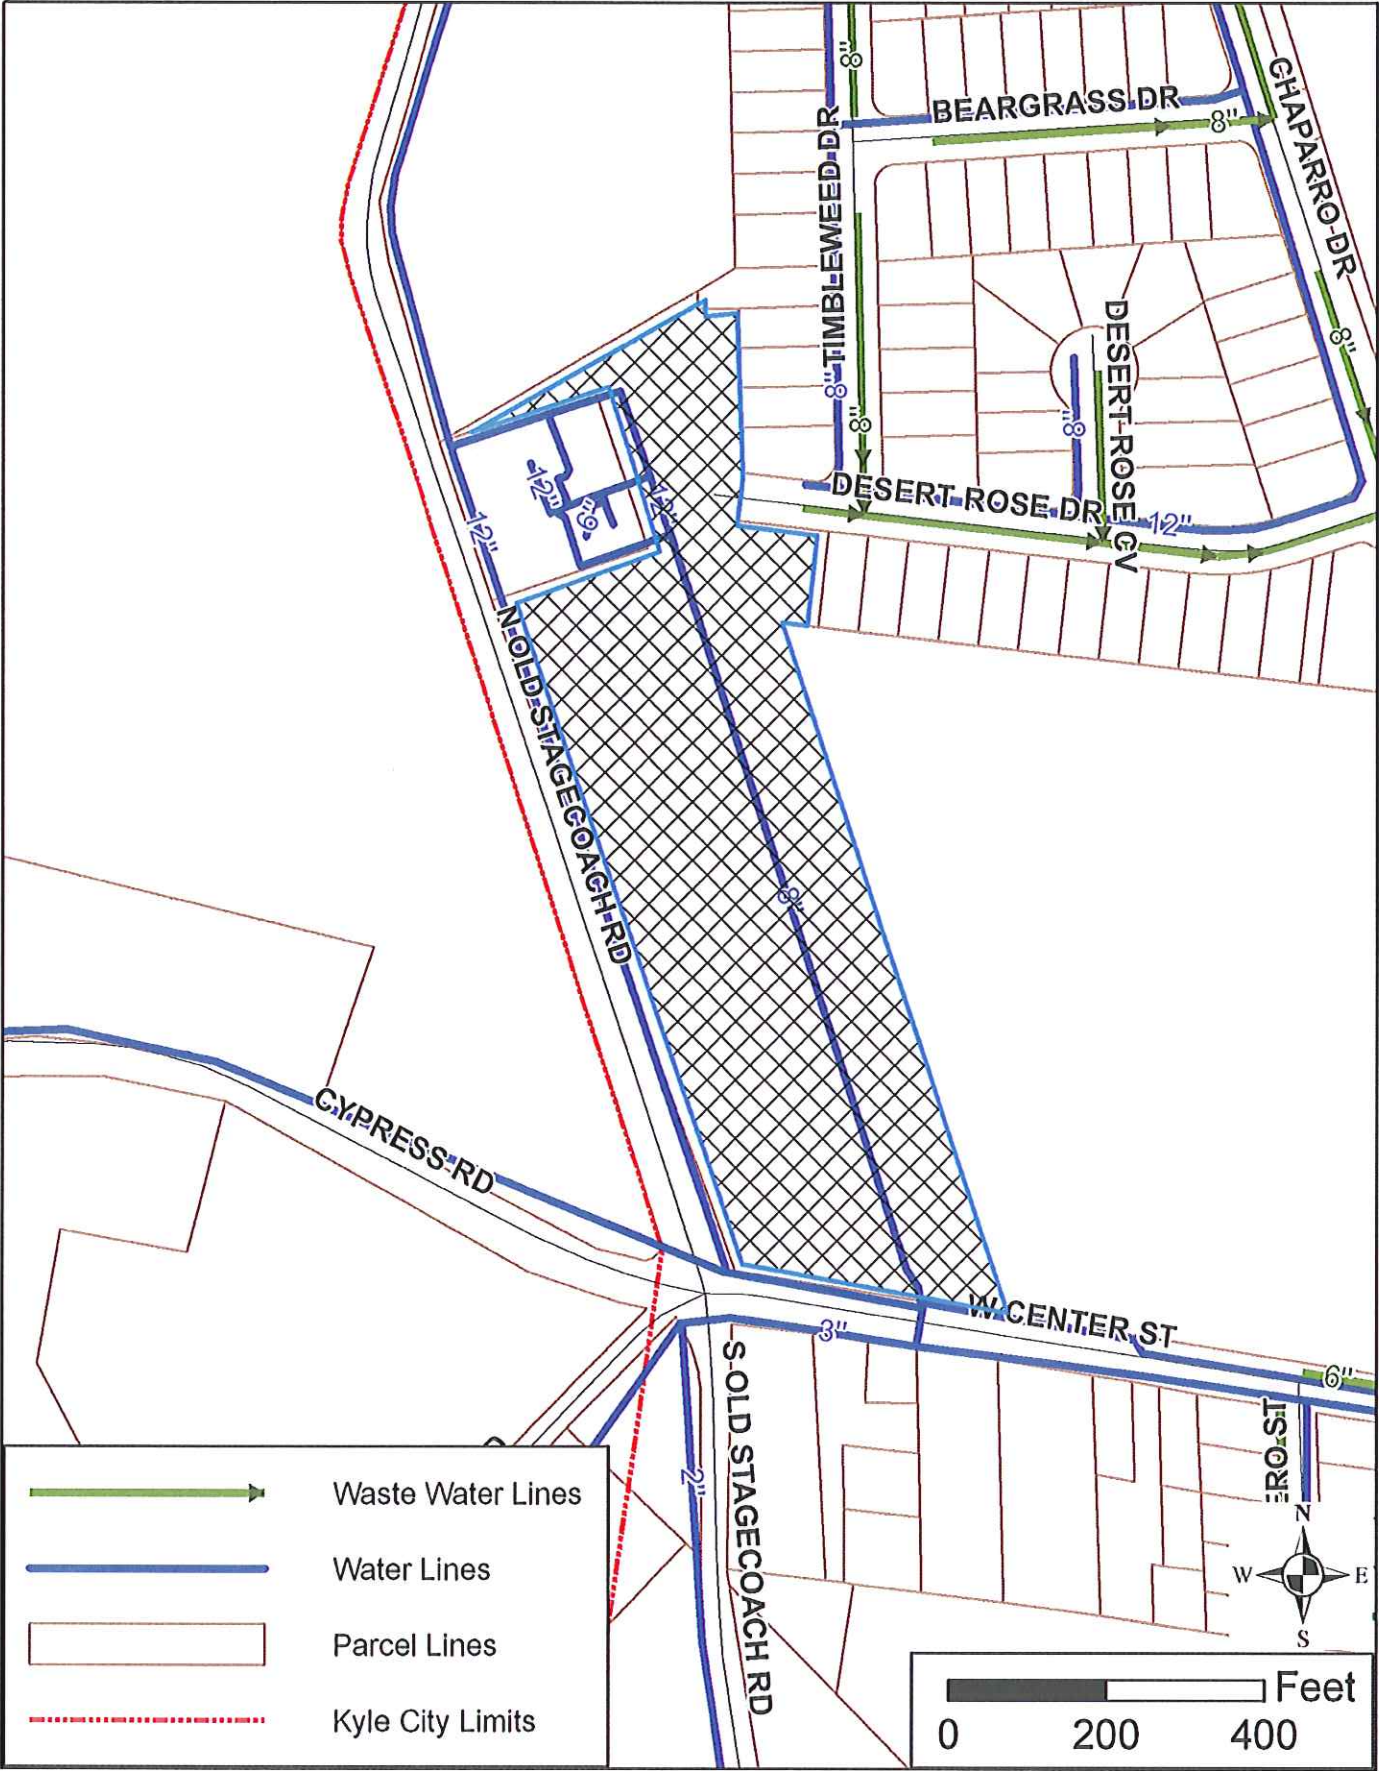 8"
BEARGRASS DR
8"
CHAPARRO DR
TIMBLEWEED DR
8"
8"
8"
DESERT ROSE CV
8"
8"
DESERT ROSE DR
12"
12"
12"
6"
12"
N OLD STAGECOACH RD
8"
CYPRESS RD
W CENTER ST
3"
6"
S OLD STAGECOACH RD
2"
ERO ST
Waste Water Lines
Water Lines
Parcel Lines
Kyle City Limits
N
W E
S
Feet
0 200 400